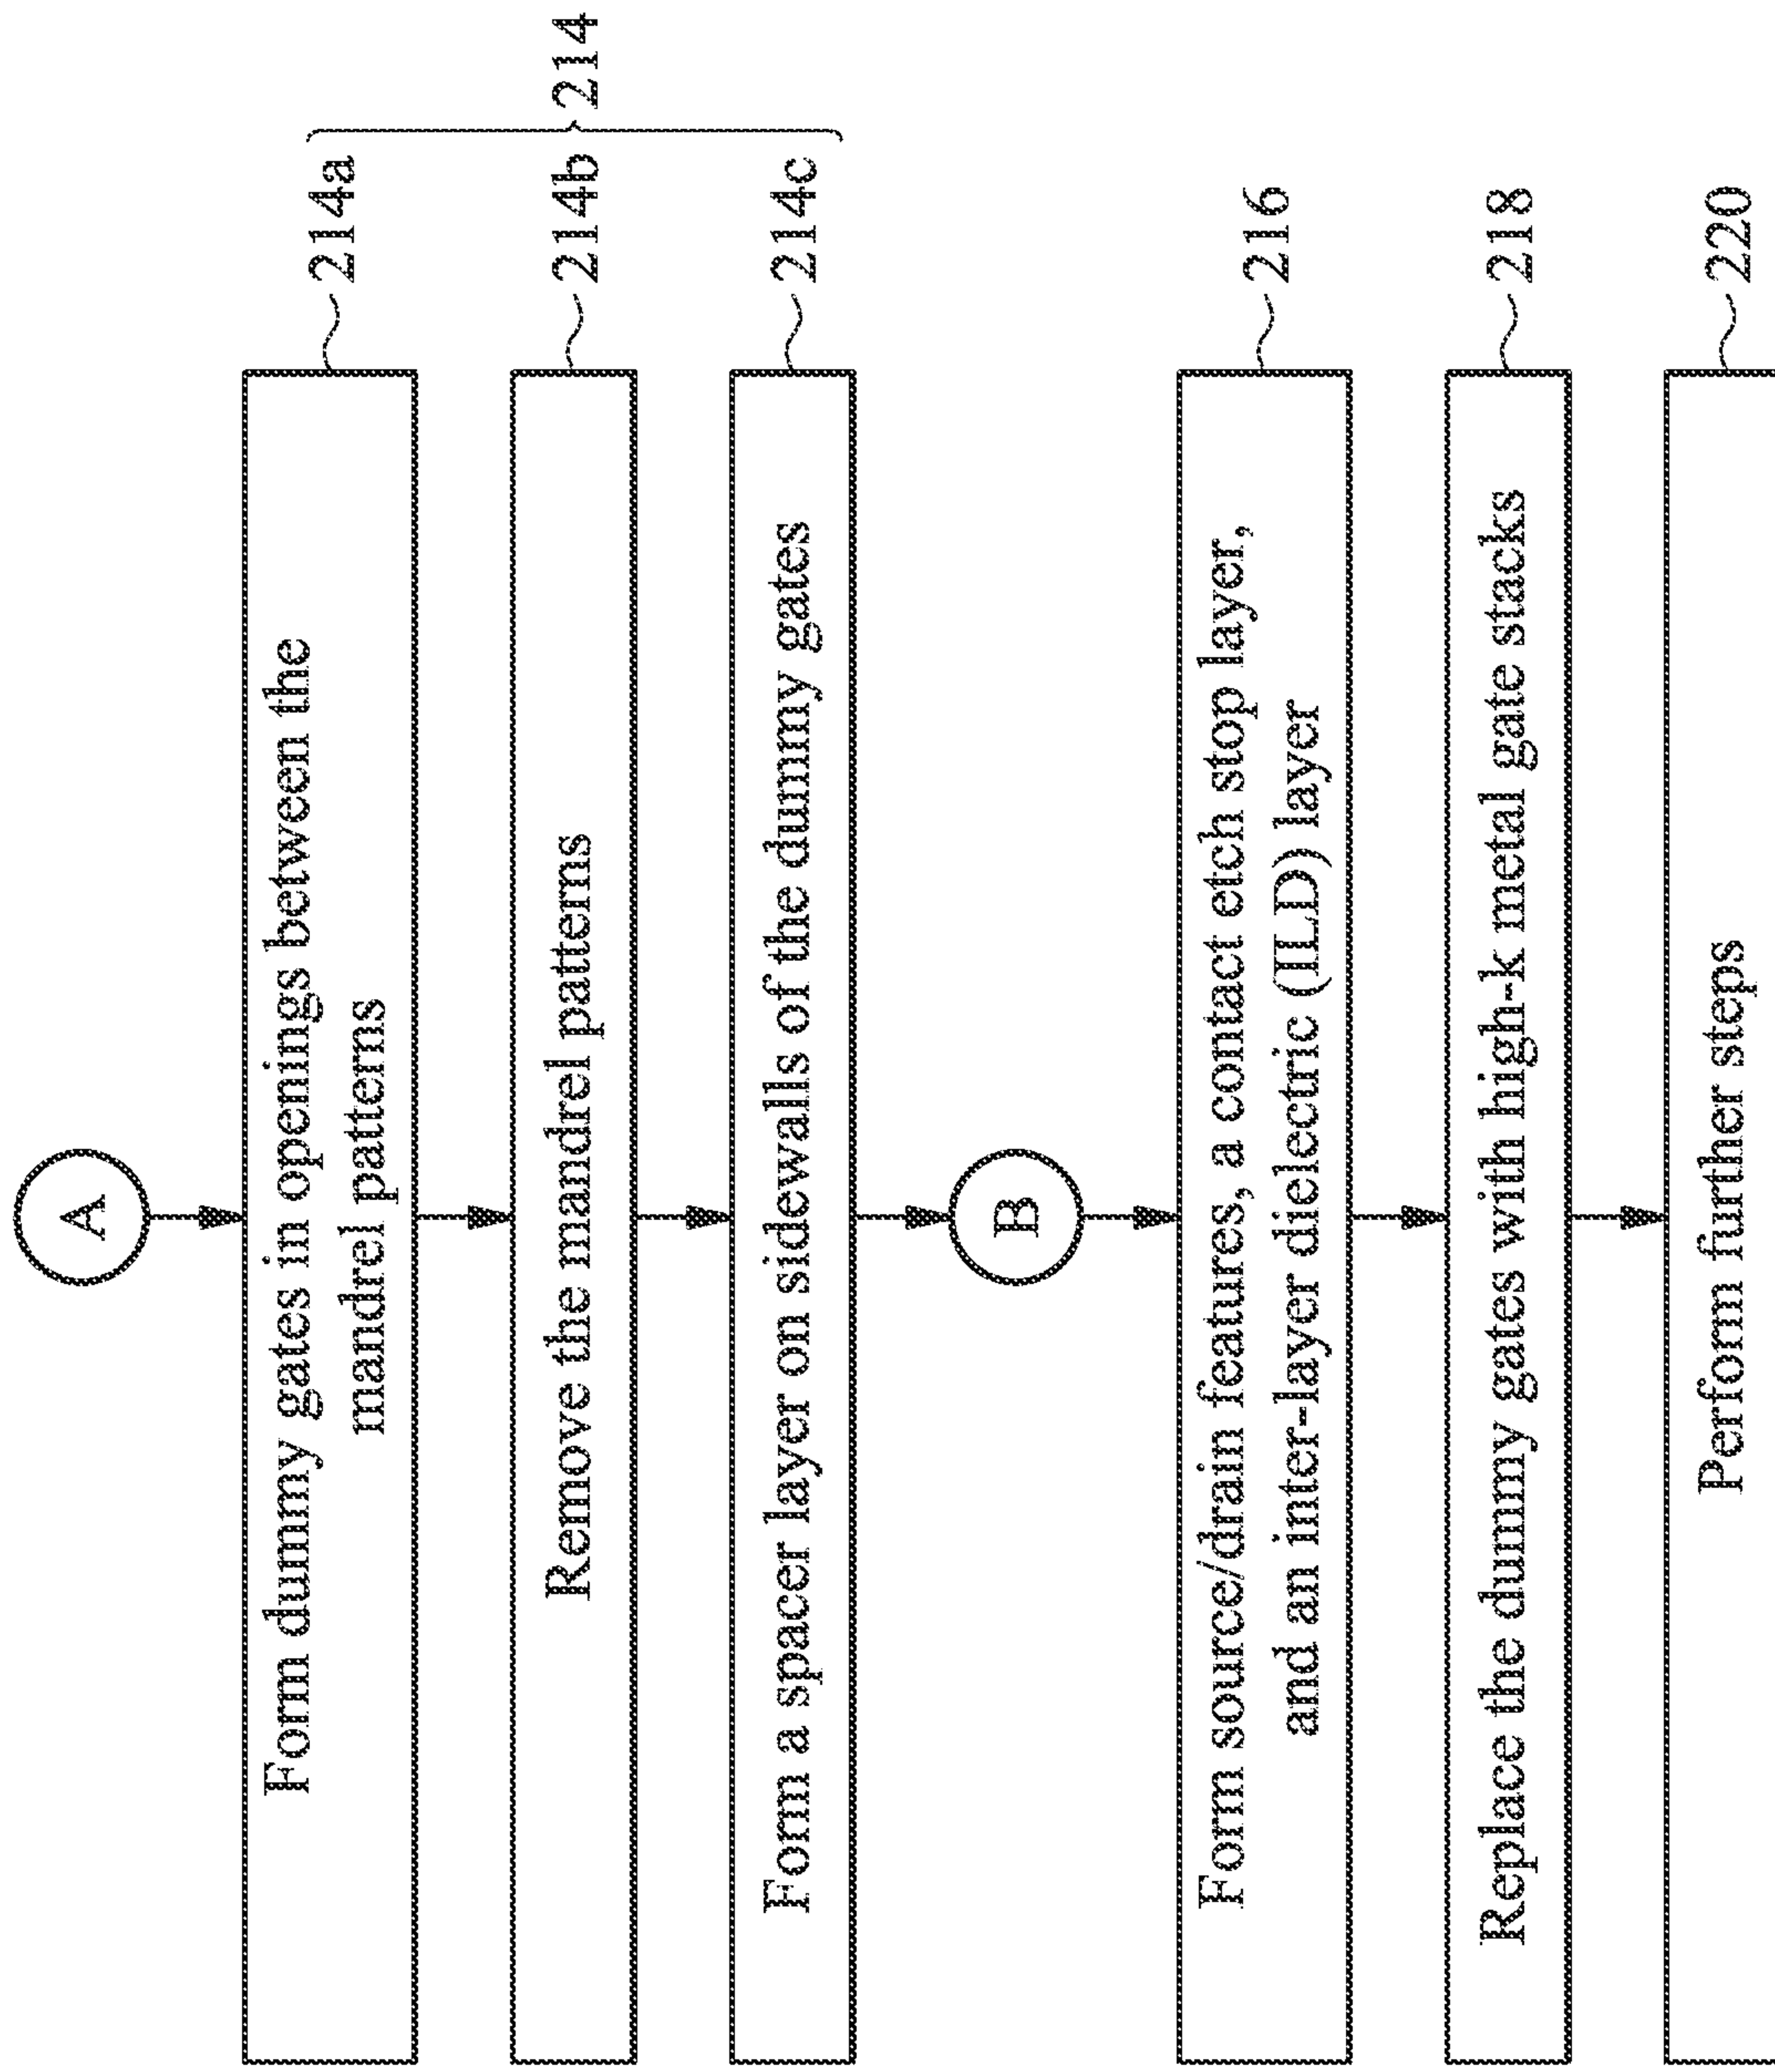 A
Form dummy gates in openings between the
mandrel patterns
214a
Remove the mandrel patterns
214b
214
Form a spacer layer on sidewalls of the dummy gates
214c
B
Form source/drain features, a contact etch stop layer,
and an inter-layer dielectric (ILD) layer
216
Replace the dummy gates with high-k metal gate stacks
218
Perform further steps
220